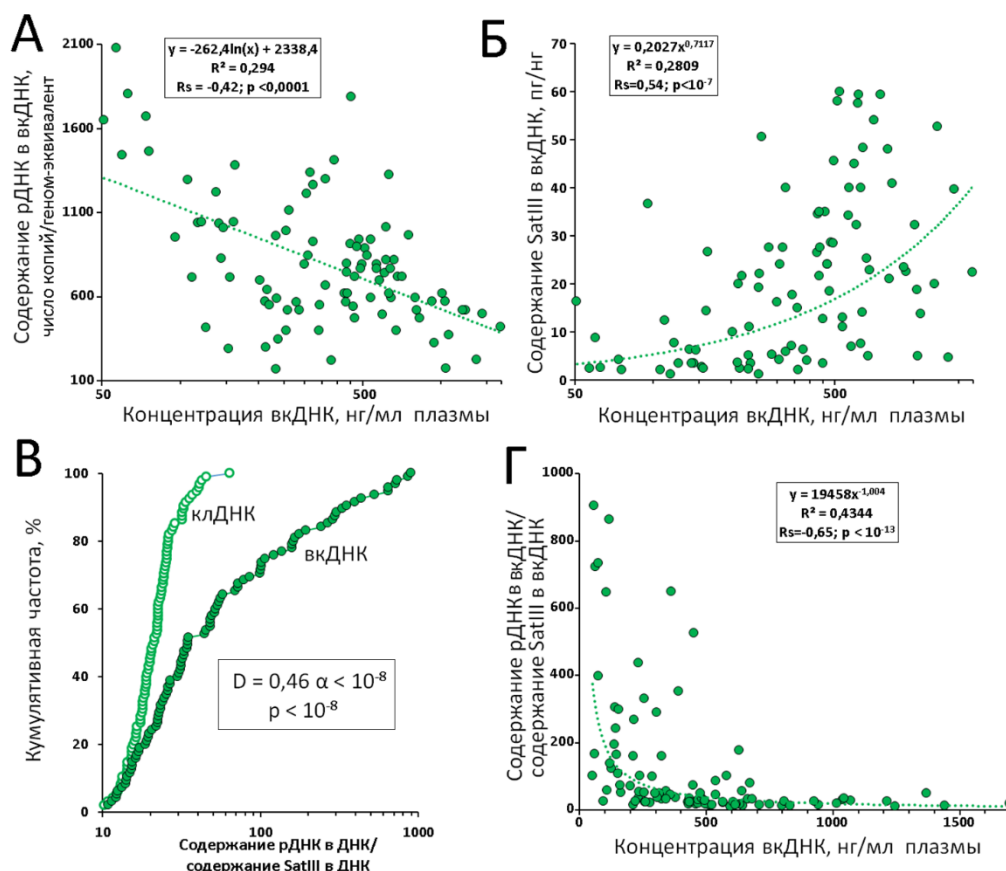 А
y = -262,4ln(x) + 2338,4
R² = 0,294
Rs = -0,42; p <0,0001
Содержание рДНК в вкДНК,
число копий/геном-эквивалент
2100
1600
1100
600
100
50
500
Концентрация вкДНК, нг/мл плазмы
Б
y = 0,2027x^0,7117
R² = 0,2809
Rs=0,54; p<10⁻⁷
Содержание SatIII в вкДНК, пг/нг
70
60
50
40
30
20
10
0
50
500
Концентрация вкДНК, нг/мл плазмы
В
клДНК
вкДНК
D = 0,46 α < 10⁻⁸
p < 10⁻⁸
Кумулятивная частота, %
100
80
60
40
20
0
10
100
1000
Содержание рДНК в ДНК/
содержание SatIII в ДНК
Г
y = 19458x^-1,004
R² = 0,4344
Rs=-0,65; p < 10⁻¹³
Содержание рДНК в вкДНК/
содержание SatIII в вкДНК
1000
800
600
400
200
0
0
500
1000
1500
Концентрация вкДНК, нг/мл плазмы